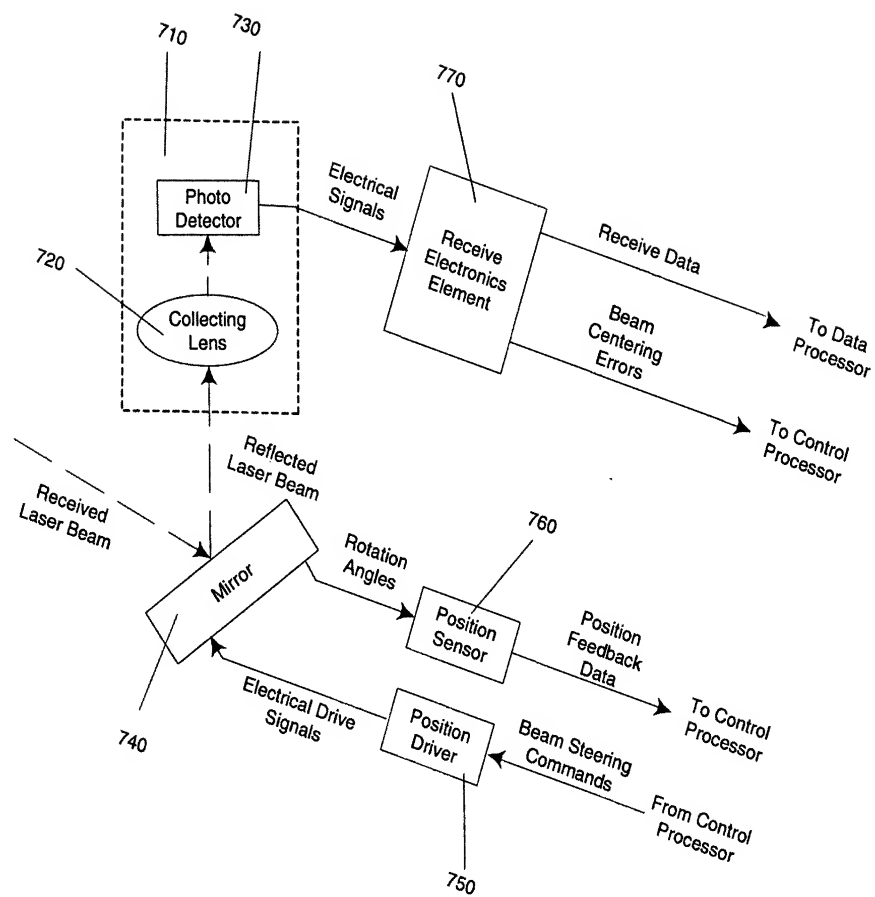 710
730
770
Photo
Detector
Electrical
Signals
Receive
Electronics
Element
Receive Data
To Data
Processor
720
Collecting
Lens
Beam
Centering
Errors
To Control
Processor
Received
Laser Beam
Reflected
Laser Beam
Mirror
740
Rotation
Angles
760
Position
Sensor
Position
Feedback
Data
To Control
Processor
Electrical Drive
Signals
Position
Driver
Beam Steering
Commands
From Control
Processor
750